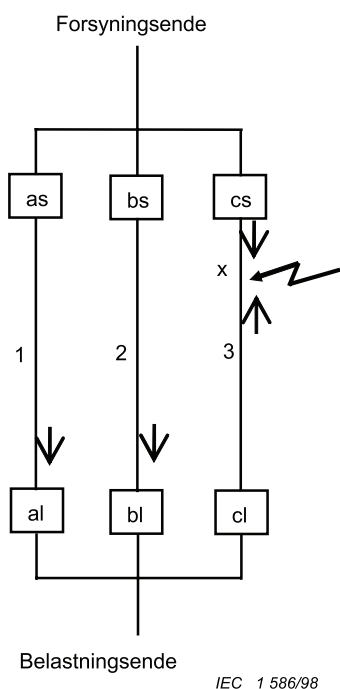 Forsyningsende
as bs cs
x
1 2 3
al bl cl
Belastningsende
IEC 1 586/98